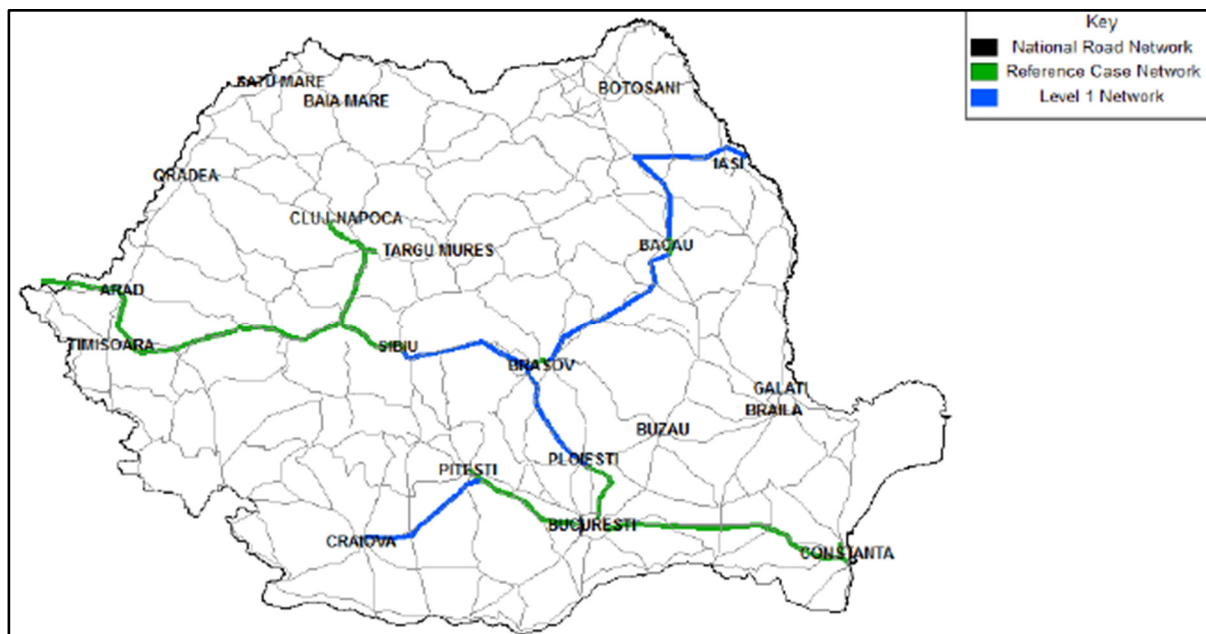 Key
National Road Network
Reference Case Network
Level 1 Network
SATU MARE
BAIA MARE
BOTOSANI
IASI
ORADEA
CLUJ-NAPOCA
TARGU MURES
BACAU
ARAD
TIMISOARA
SIBIU
BRASOV
GALATI
BRAILA
BUZAU
PLOIESTI
PITESTI
BUCURESTI
CRAIOVA
CONSTANTA